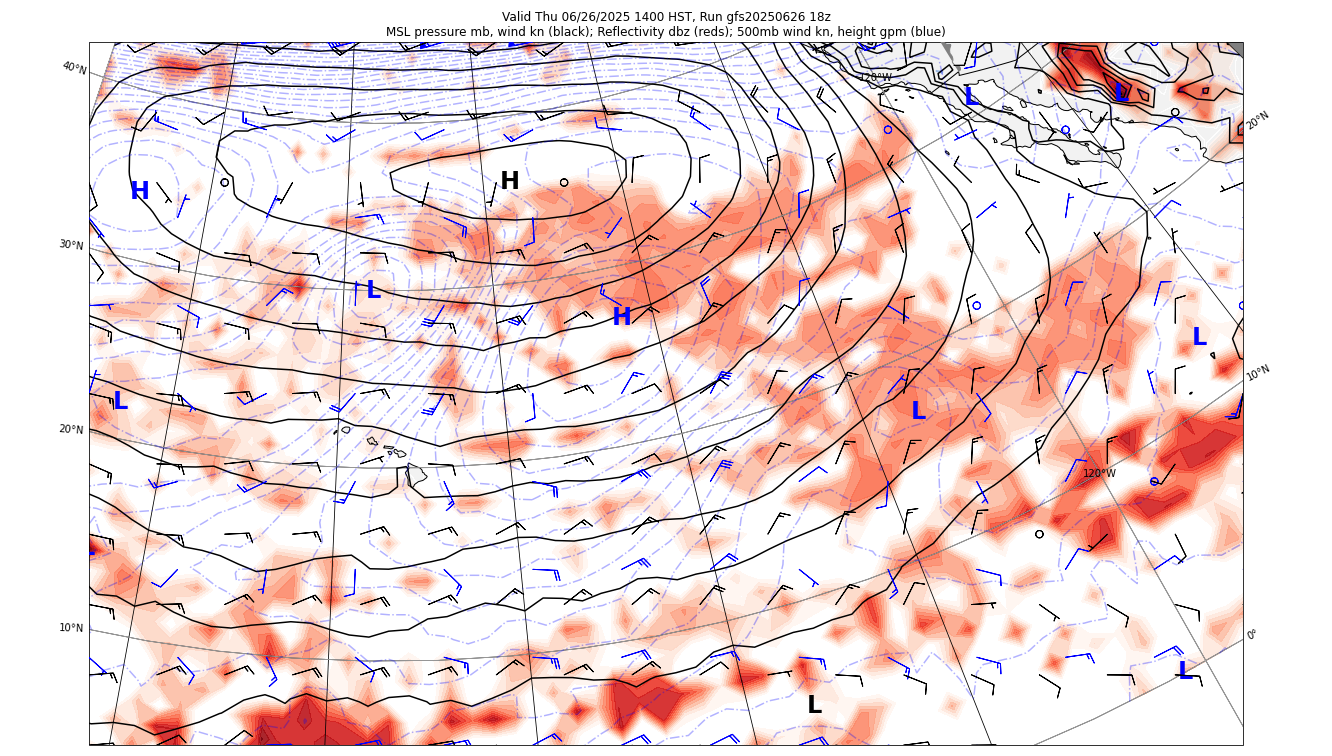 Valid Thu 06/26/2025 1400 HST, Run gfs20250626 18z
MSL pressure mb, wind kn (black); Reflectivity dbz (reds); 500mb wind kn, height gpm (blue)
40°N
120°W
L
L
20°N
H
H
30°N
L
H
L
10°N
L
L
20°N
120°W
10°N
0°
L
L